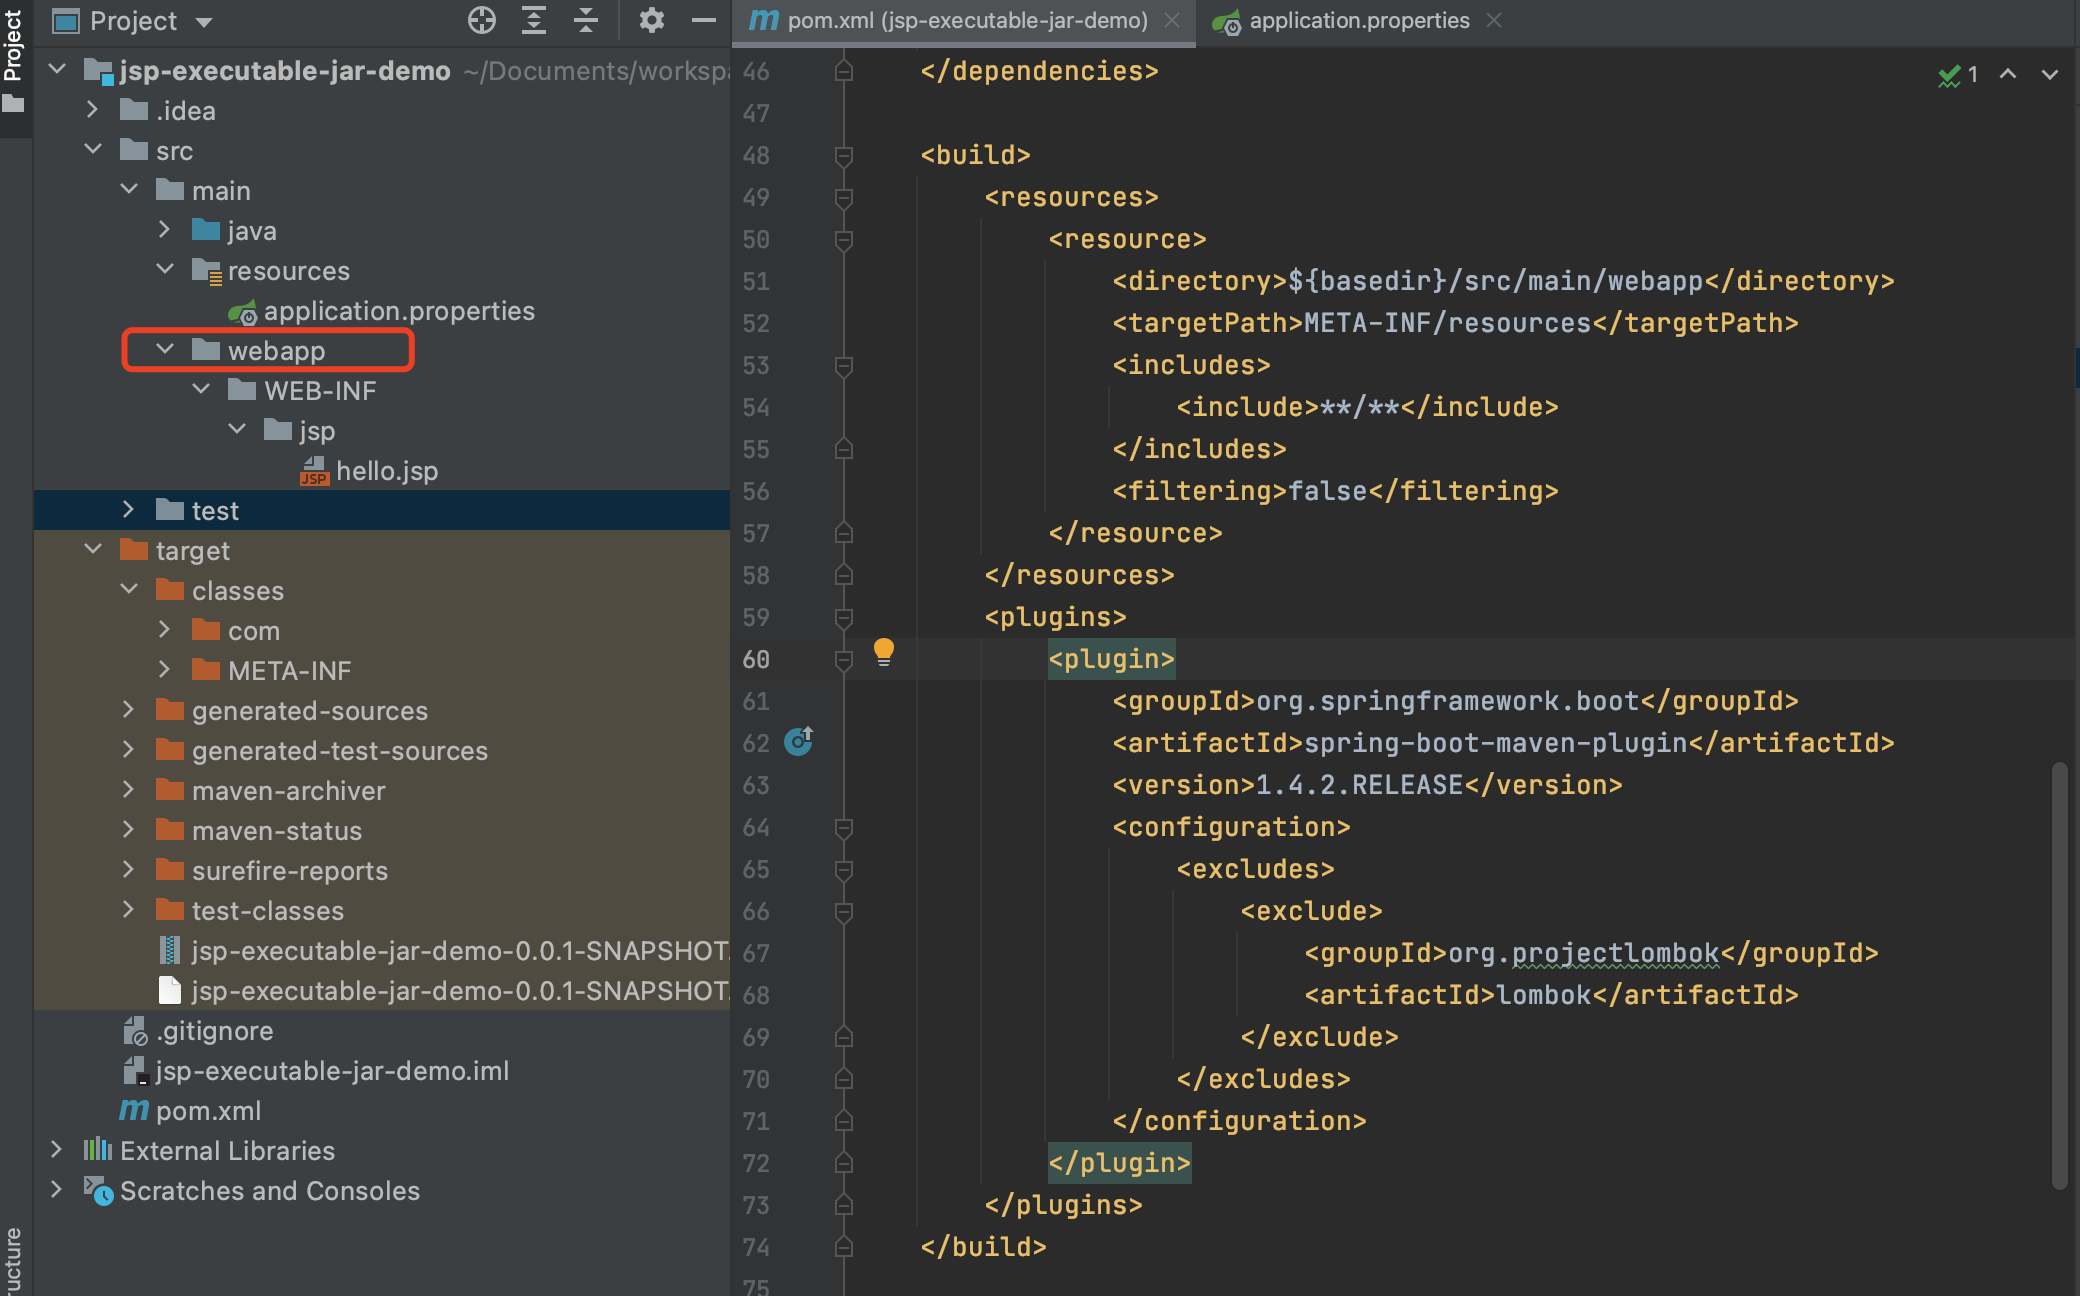 Project
Project
jsp-executable-jar-demo ~/Documents/workspa
.idea
src
main
java
resources
application.properties
webapp
WEB-INF
jsp
JSP hello.jsp
test
target
classes
com
META-INF
generated-sources
generated-test-sources
maven-archiver
maven-status
surefire-reports
test-classes
jsp-executable-jar-demo-0.0.1-SNAPSHOT.
jsp-executable-jar-demo-0.0.1-SNAPSHOT.
.gitignore
jsp-executable-jar-demo.iml
m pom.xml
External Libraries
Scratches and Consoles
ructure
m pom.xml (jsp-executable-jar-demo)
application.properties
1
46 </dependencies>
47
48 <build>
49 <resources>
50 <resource>
51 <directory>${basedir}/src/main/webapp</directory>
52 <targetPath>META-INF/resources</targetPath>
53 <includes>
54 <include>**/**</include>
55 </includes>
56 <filtering>false</filtering>
57 </resource>
58 </resources>
59 <plugins>
60 <plugin>
61 <groupId>org.springframework.boot</groupId>
62 <artifactId>spring-boot-maven-plugin</artifactId>
63 <version>1.4.2.RELEASE</version>
64 <configuration>
65 <excludes>
66 <exclude>
67 <groupId>org.projectlombok</groupId>
68 <artifactId>lombok</artifactId>
69 </exclude>
70 </excludes>
71 </configuration>
72 </plugin>
73 </plugins>
74 </build>
75